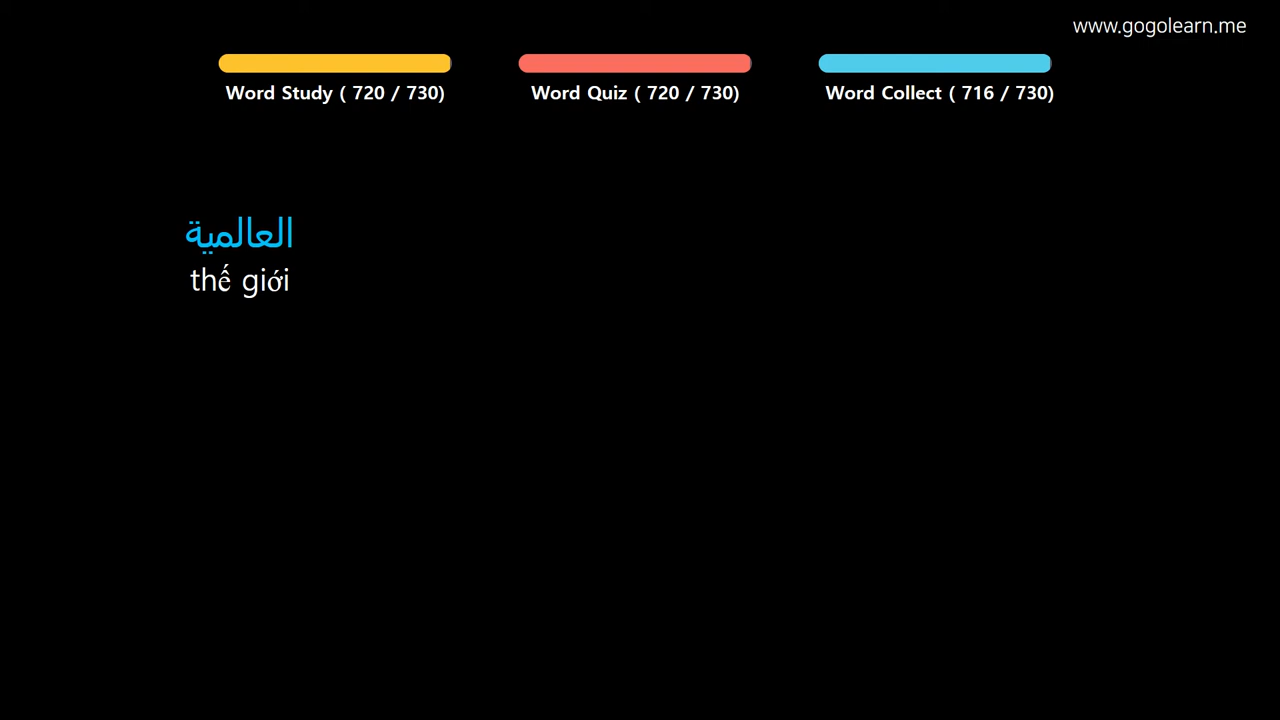 www.gogolearn.me
Word Study ( 720 / 730)
Word Quiz ( 720 / 730)
Word Collect ( 716 / 730)
العالمية
thế giới